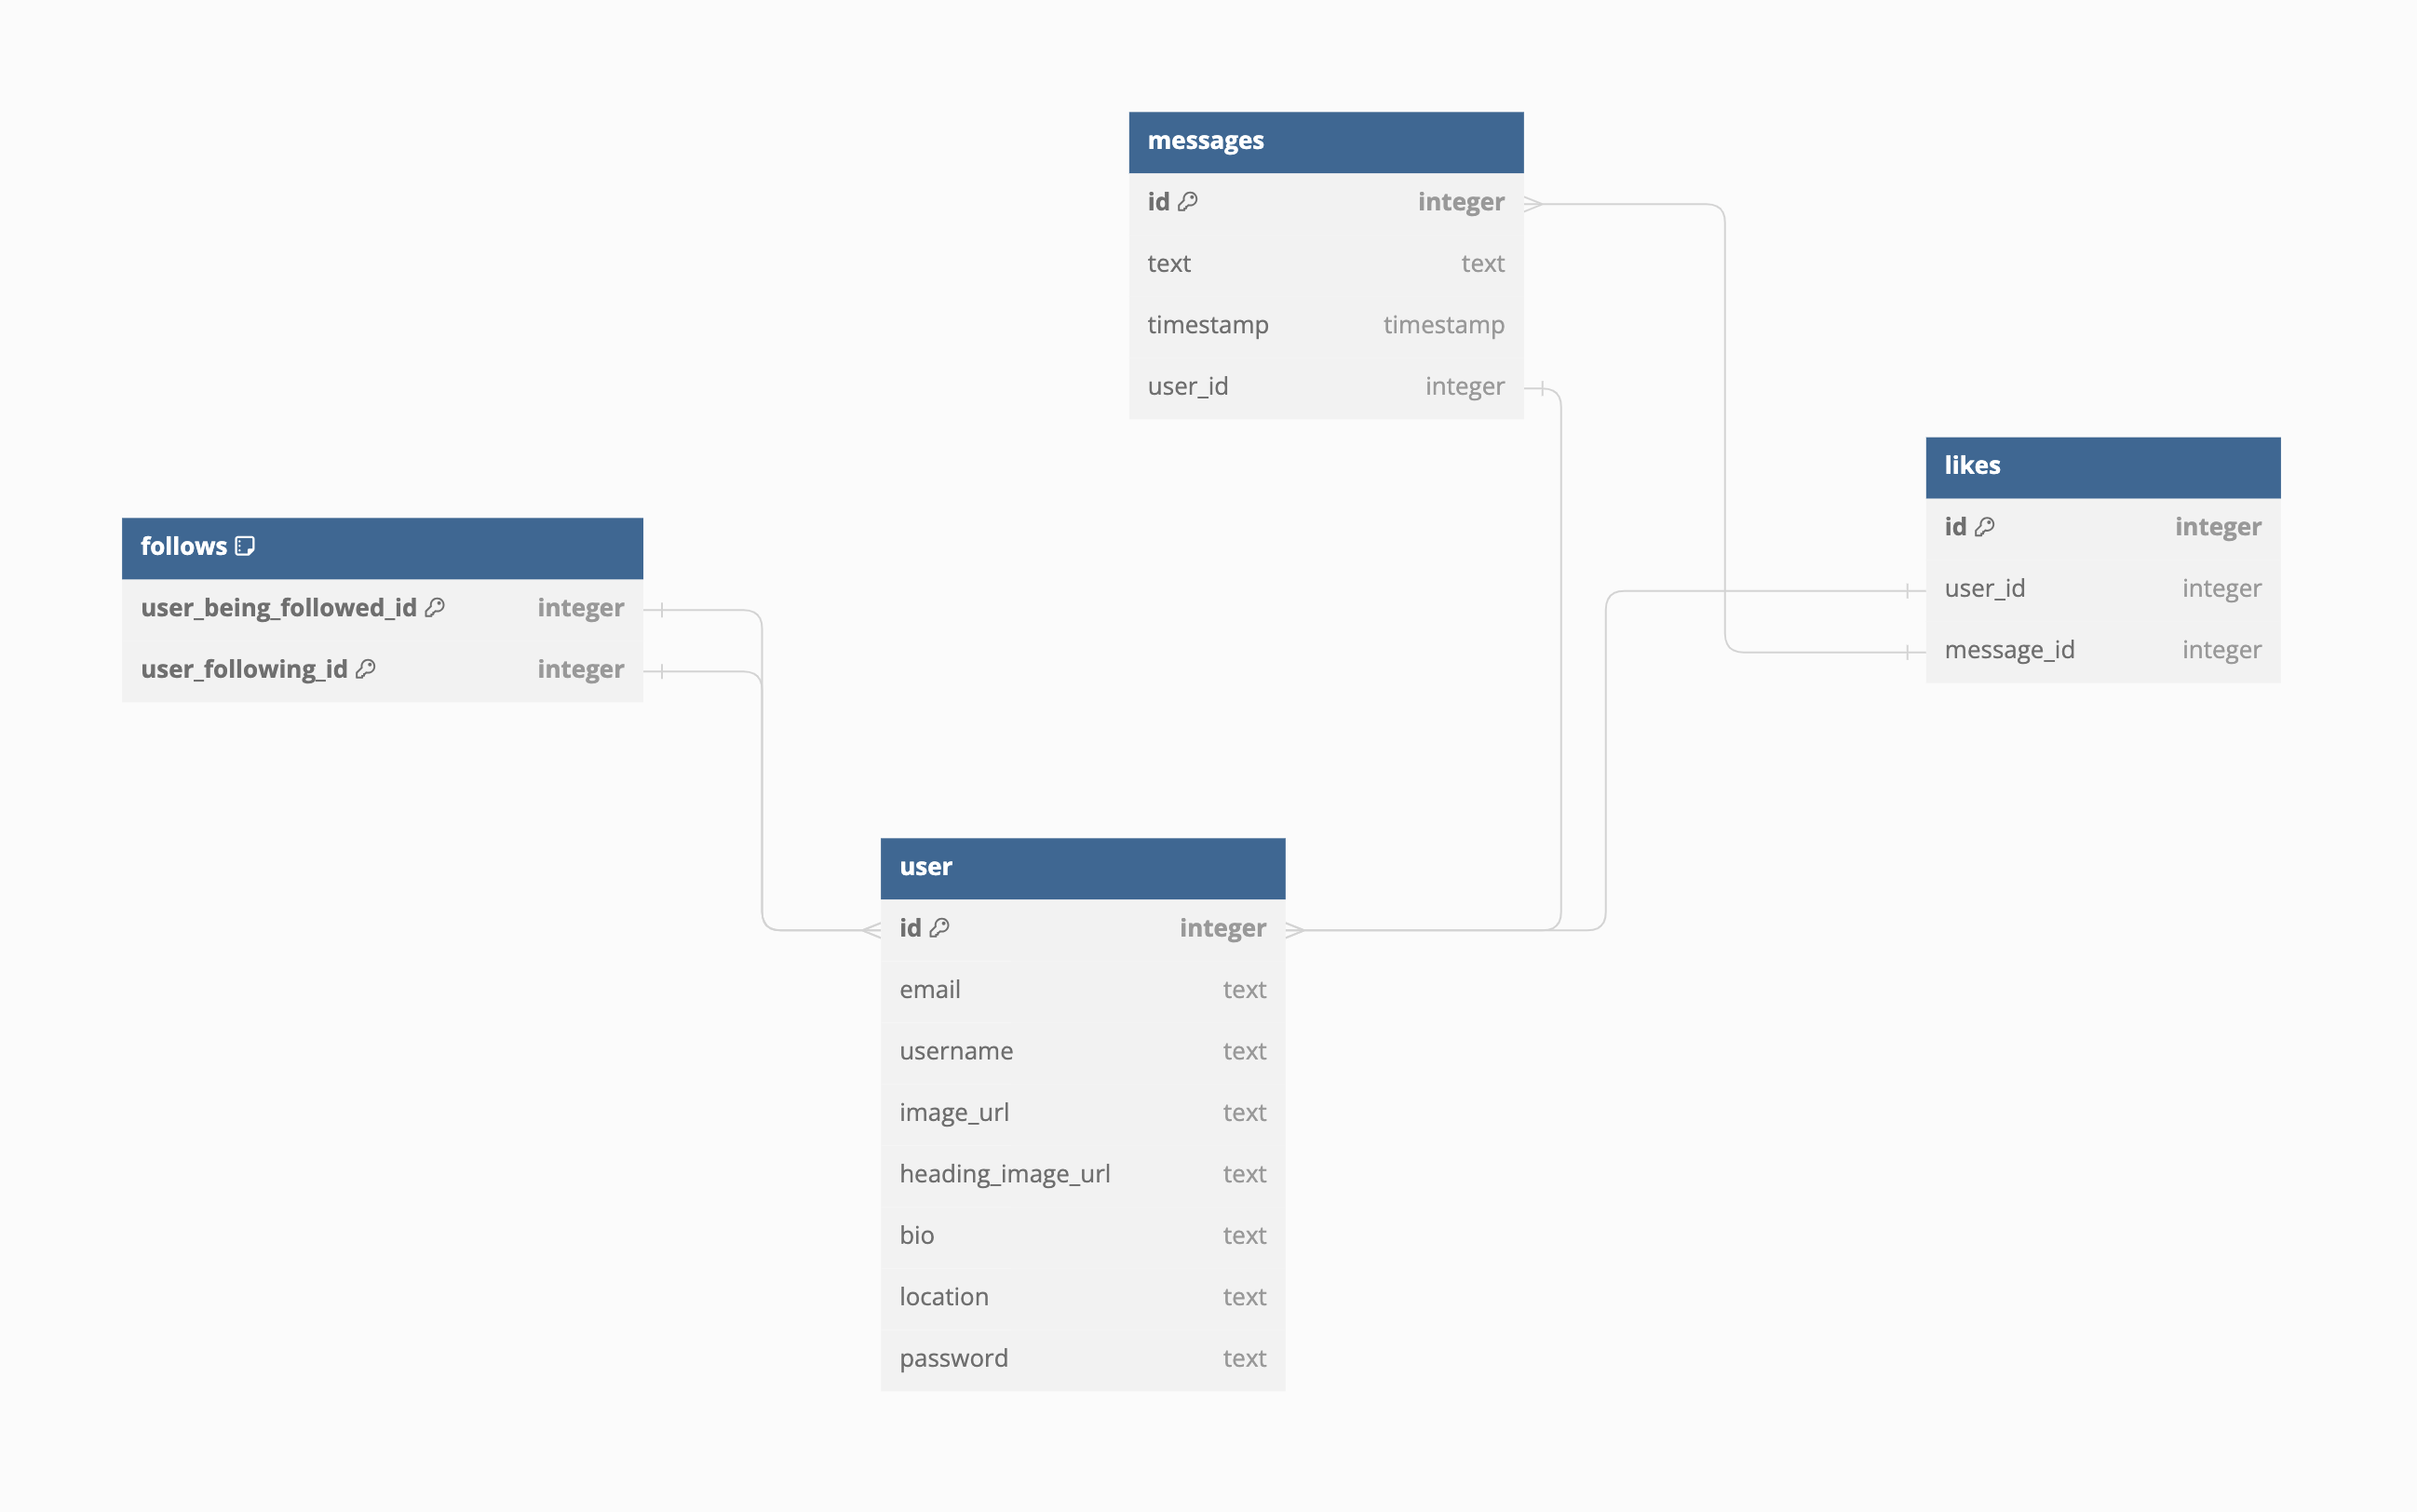 messages
id integer
text text
timestamp timestamp
user_id integer
likes
id integer
user_id integer
message_id integer
follows
user_being_followed_id integer
user_following_id integer
user
id integer
email text
username text
image_url text
heading_image_url text
bio text
location text
password text